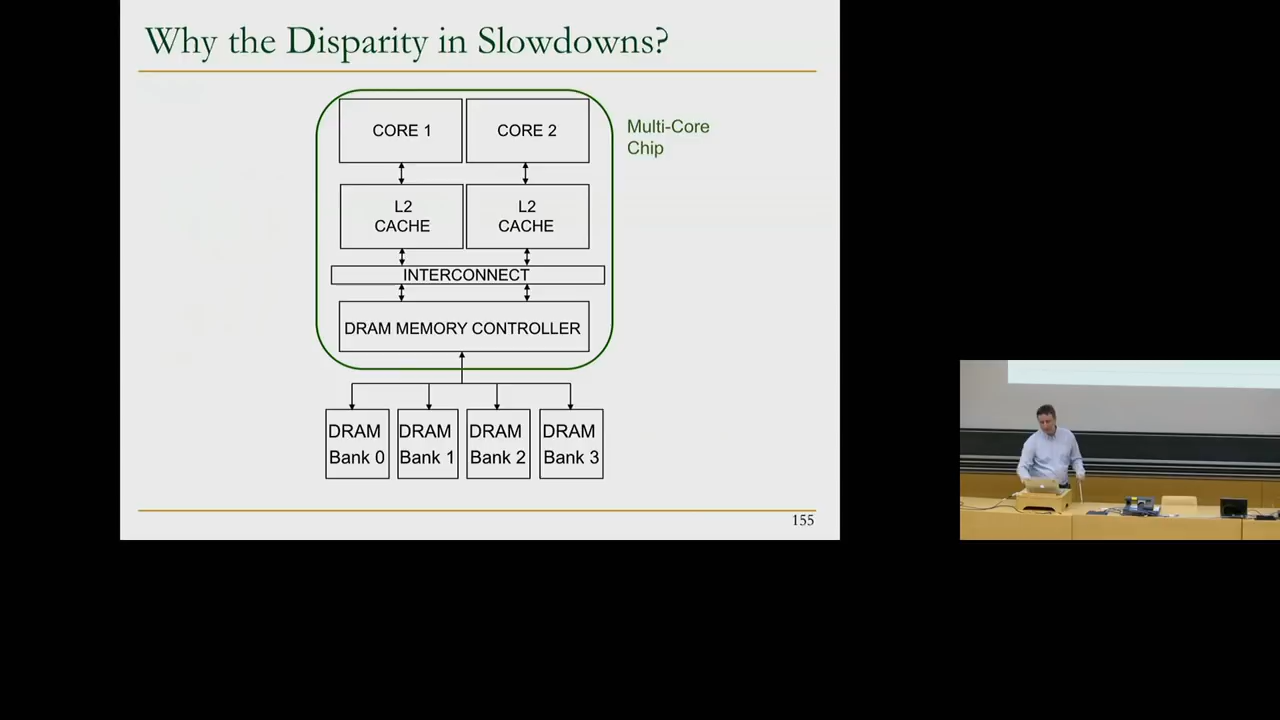 Why the Disparity in Slowdowns?
CORE 1
CORE 2
Multi-Core
Chip
L2
CACHE
L2
CACHE
INTERCONNECT
DRAM MEMORY CONTROLLER
DRAM
Bank 0
DRAM
Bank 1
DRAM
Bank 2
DRAM
Bank 3
155